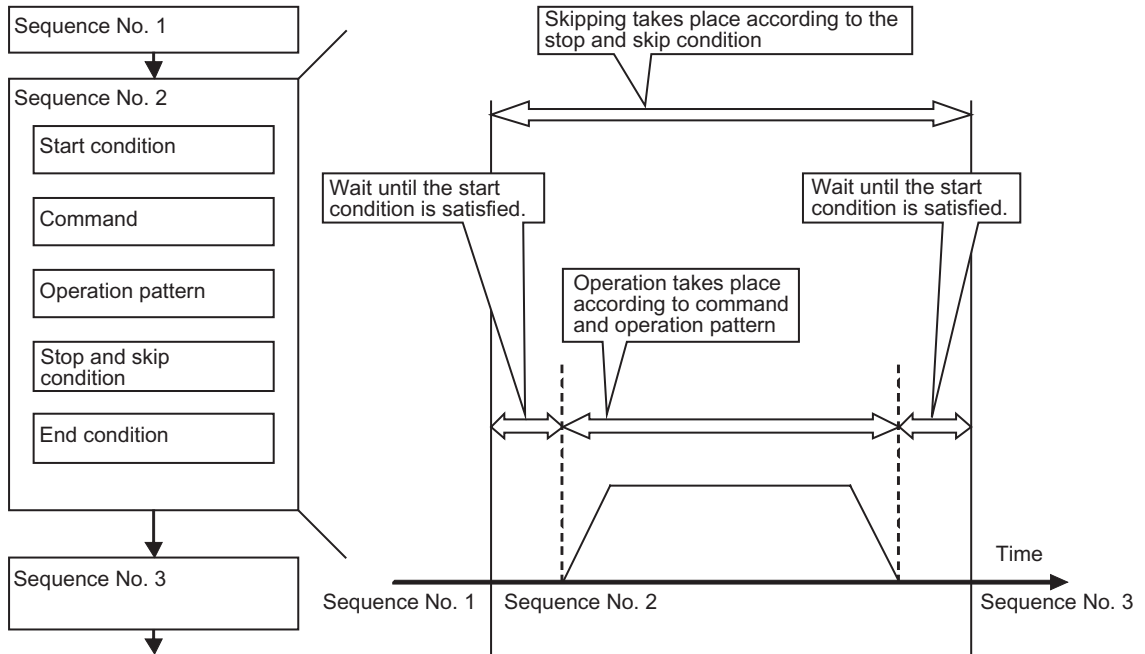 Sequence No. 1
Sequence No. 2
Start condition
Command
Operation pattern
Stop and skip
condition
End condition
Sequence No. 3
Skipping takes place according to the
stop and skip condition
Wait until the start
condition is satisfied.
Wait until the start
condition is satisfied.
Operation takes place
according to command
and operation pattern
Time
Sequence No. 1
Sequence No. 2
Sequence No. 3